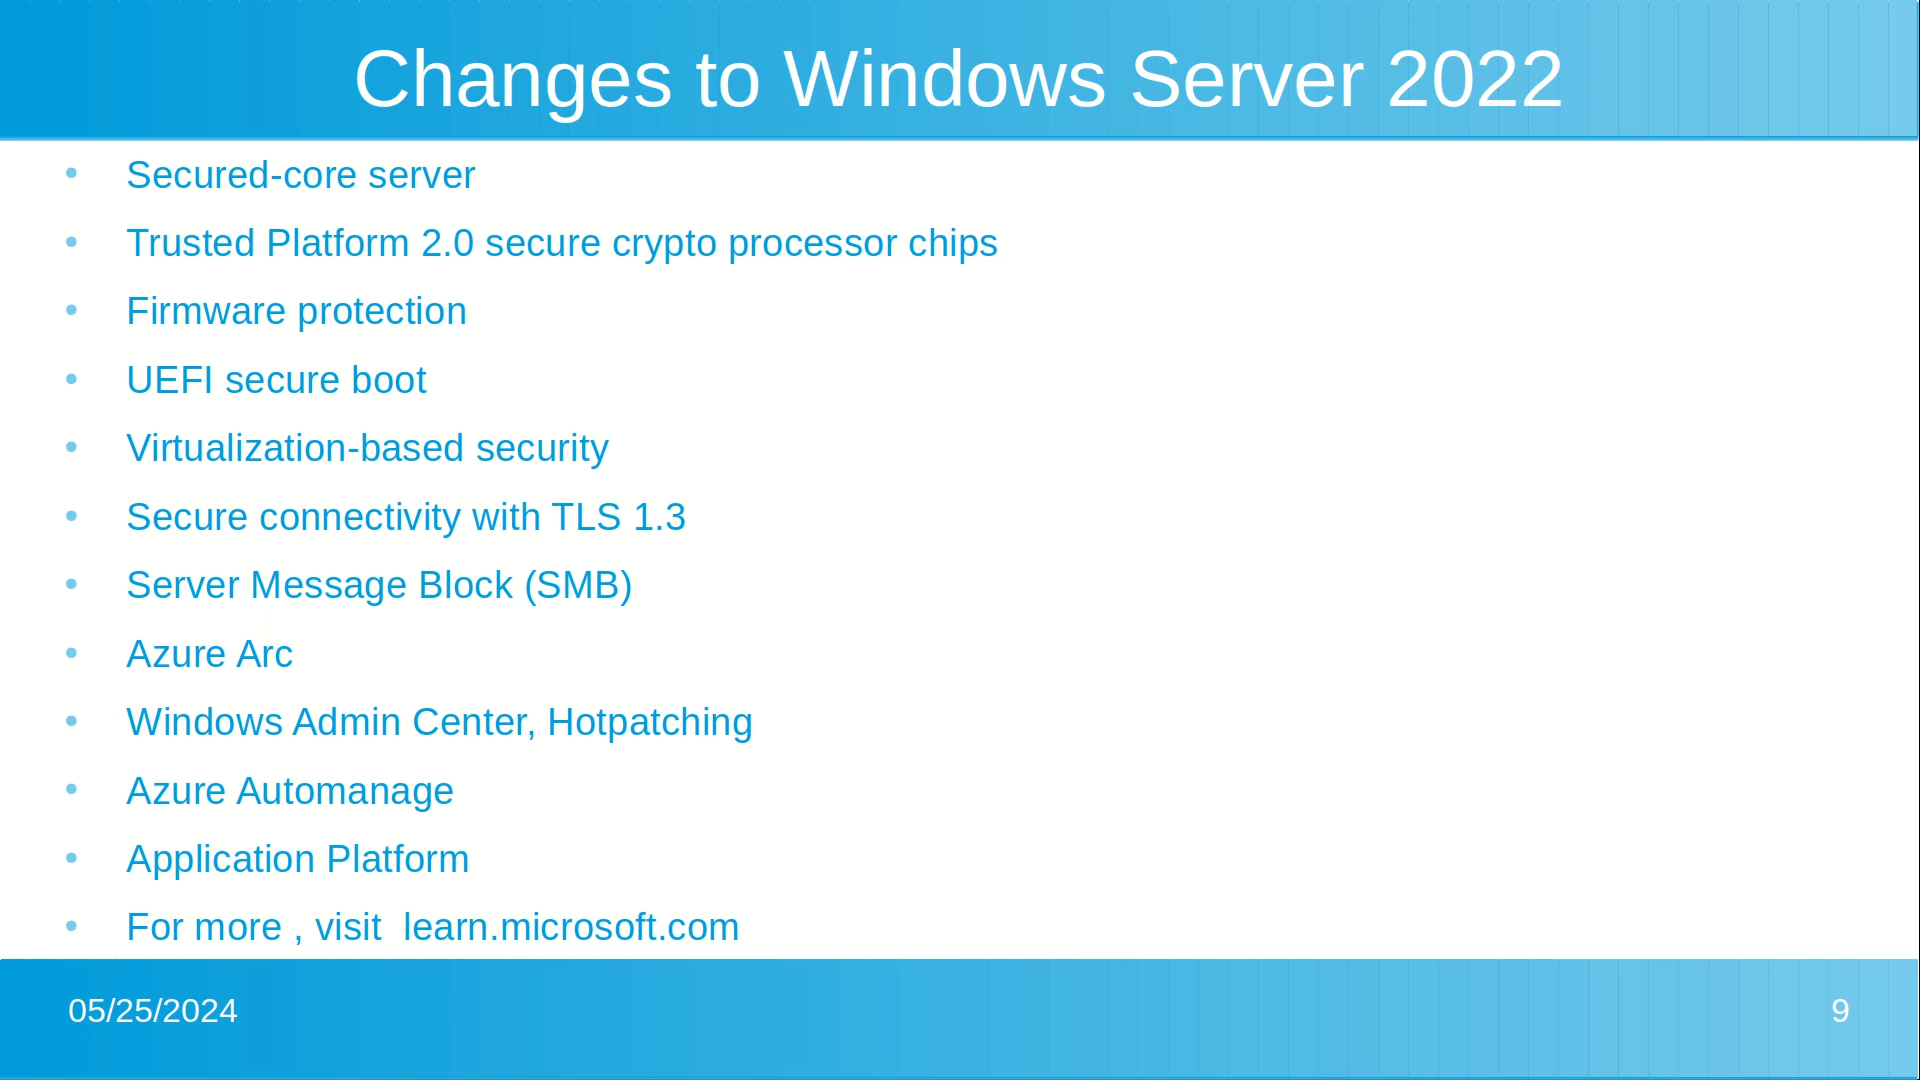 Changes to Windows Server 2022
• Secured-core server
• Trusted Platform 2.0 secure crypto processor chips
• Firmware protection
• UEFI secure boot
• Virtualization-based security
• Secure connectivity with TLS 1.3
• Server Message Block (SMB)
• Azure Arc
• Windows Admin Center, Hotpatching
• Azure Automanage
• Application Platform
• For more , visit  learn.microsoft.com
05/25/2024
9